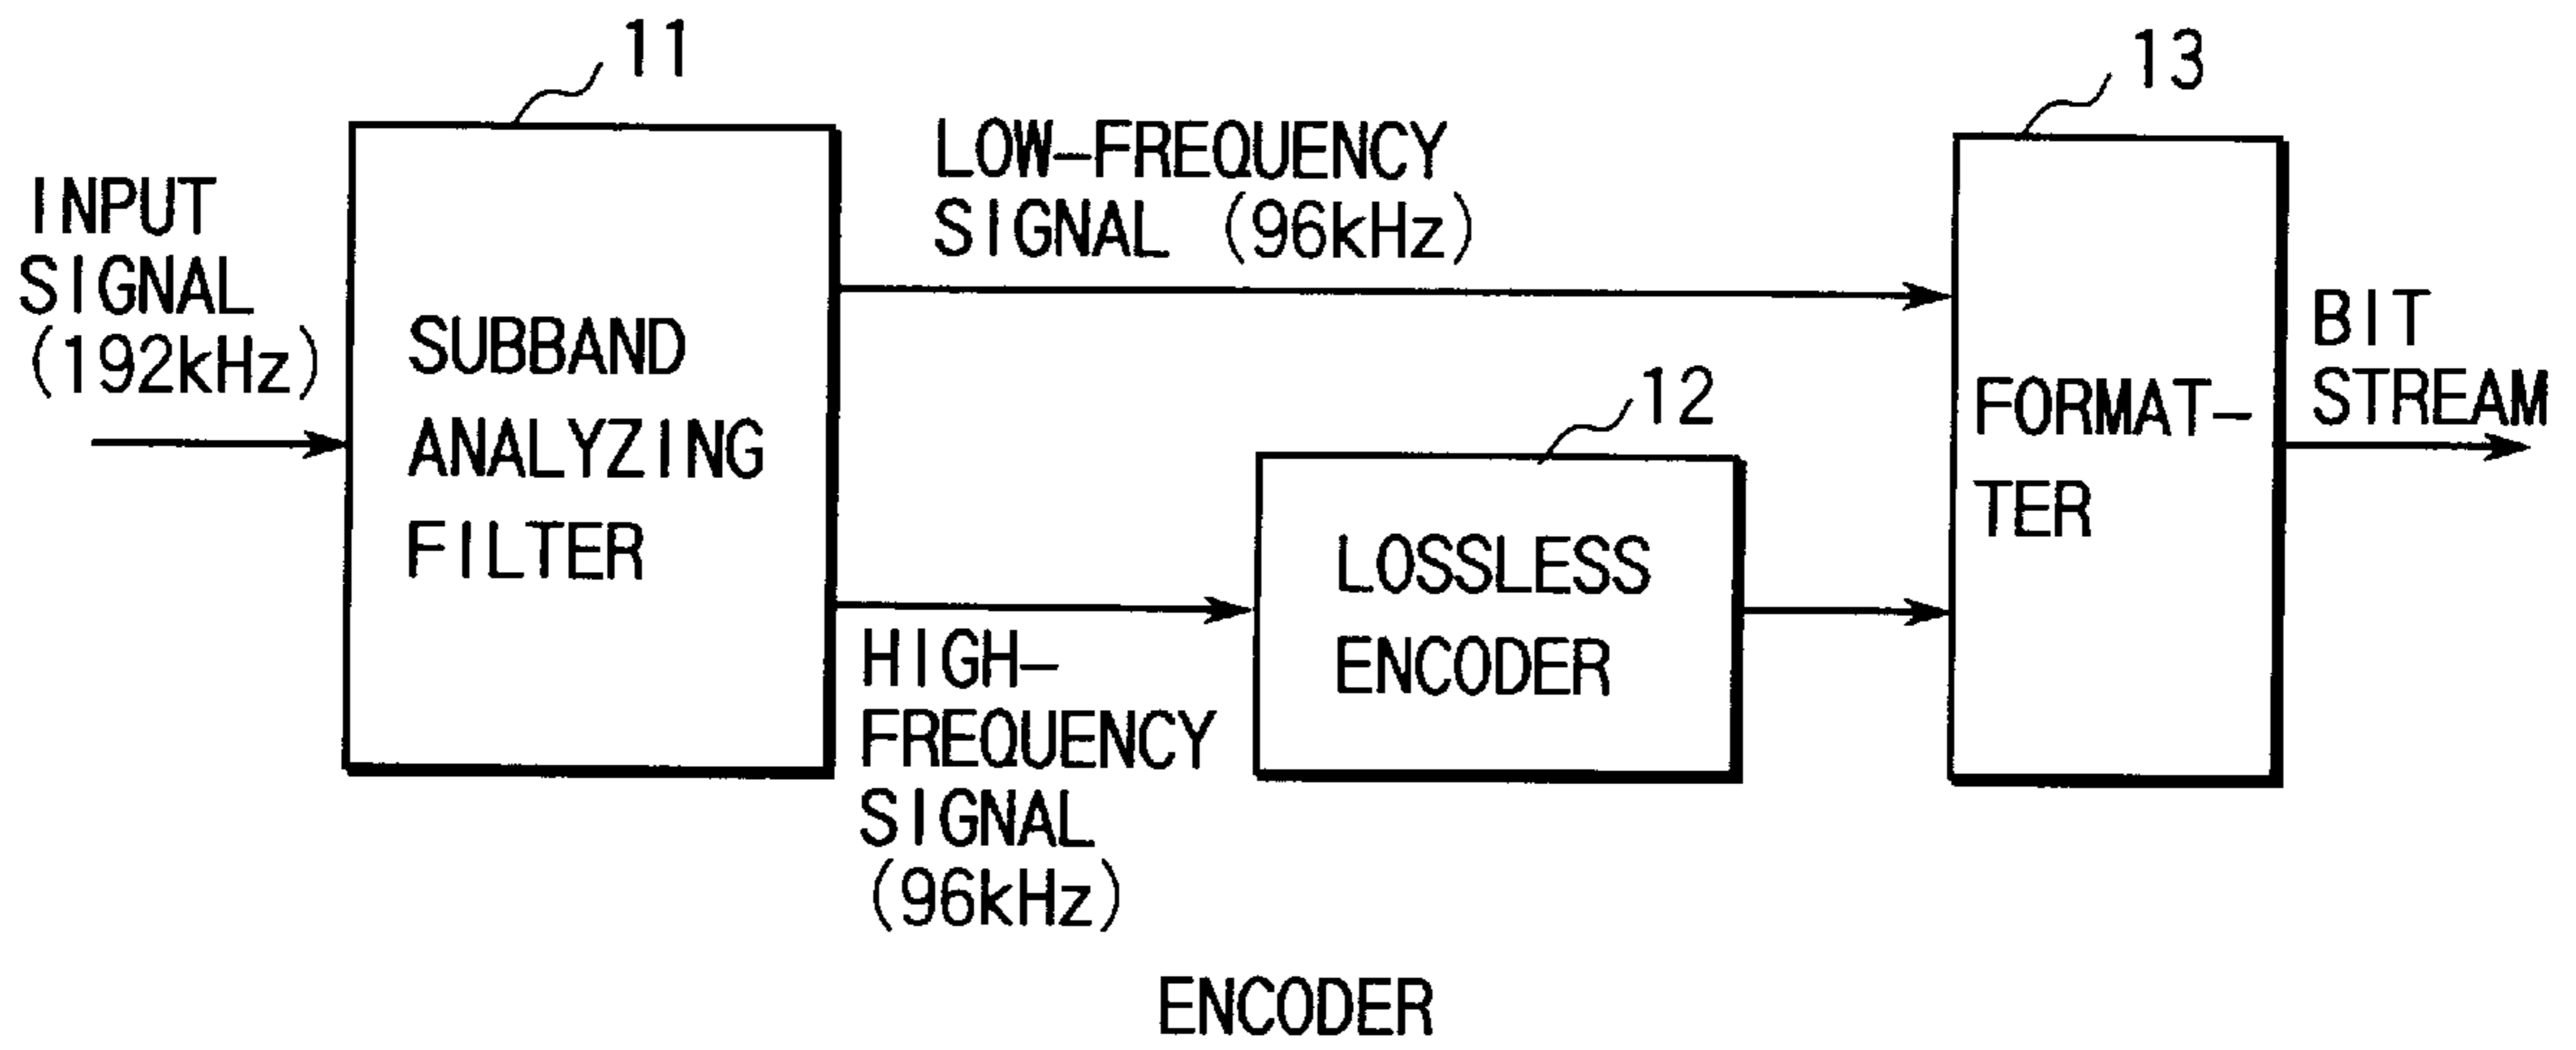 11
13
INPUT
SIGNAL
(192kHz)
SUBBAND
ANALYZING
FILTER
LOW-FREQUENCY
SIGNAL (96kHz)
HIGH-
FREQUENCY
SIGNAL
(96kHz)
12
LOSSLESS
ENCODER
FORMAT-
TER
BIT
STREAM
ENCODER